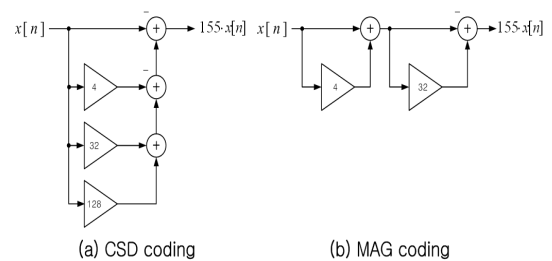 x[n]
155·x[n]
4
32
128
(a) CSD coding
x[n]
155·x[n]
4
32
(b) MAG coding